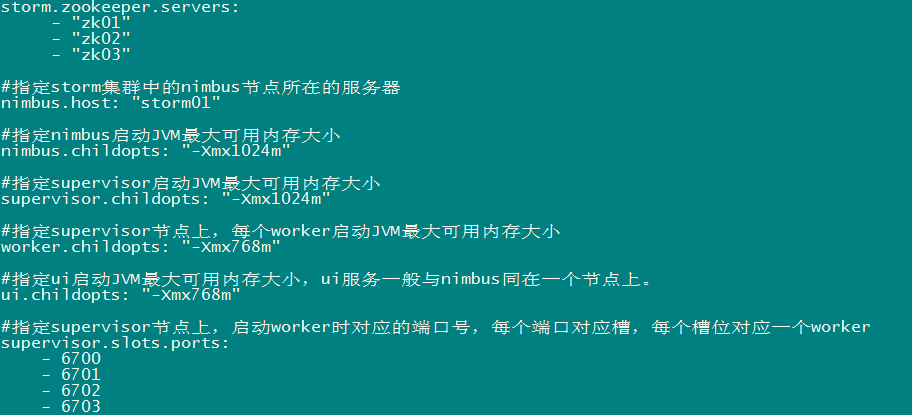 storm.zookeeper.servers:
- "zk01"
- "zk02"
- "zk03"
#指定storm集群中的nimbus节点所在的服务器
nimbus.host: "storm01"
#指定nimbus启动JVM最大可用内存大小
nimbus.childopts: "-Xmx1024m"
#指定supervisor启动JVM最大可用内存大小
supervisor.childopts: "-Xmx1024m"
#指定supervisor节点上，每个worker启动JVM最大可用内存大小
worker.childopts: "-Xmx768m"
#指定ui启动JVM最大可用内存大小，ui服务一般与nimbus同在一个节点上。
ui.childopts: "-Xmx768m"
#指定supervisor节点上，启动worker时对应的端口号，每个端口对应槽，每个槽位对应一个worker
supervisor.slots.ports:
- 6700
- 6701
- 6702
- 6703